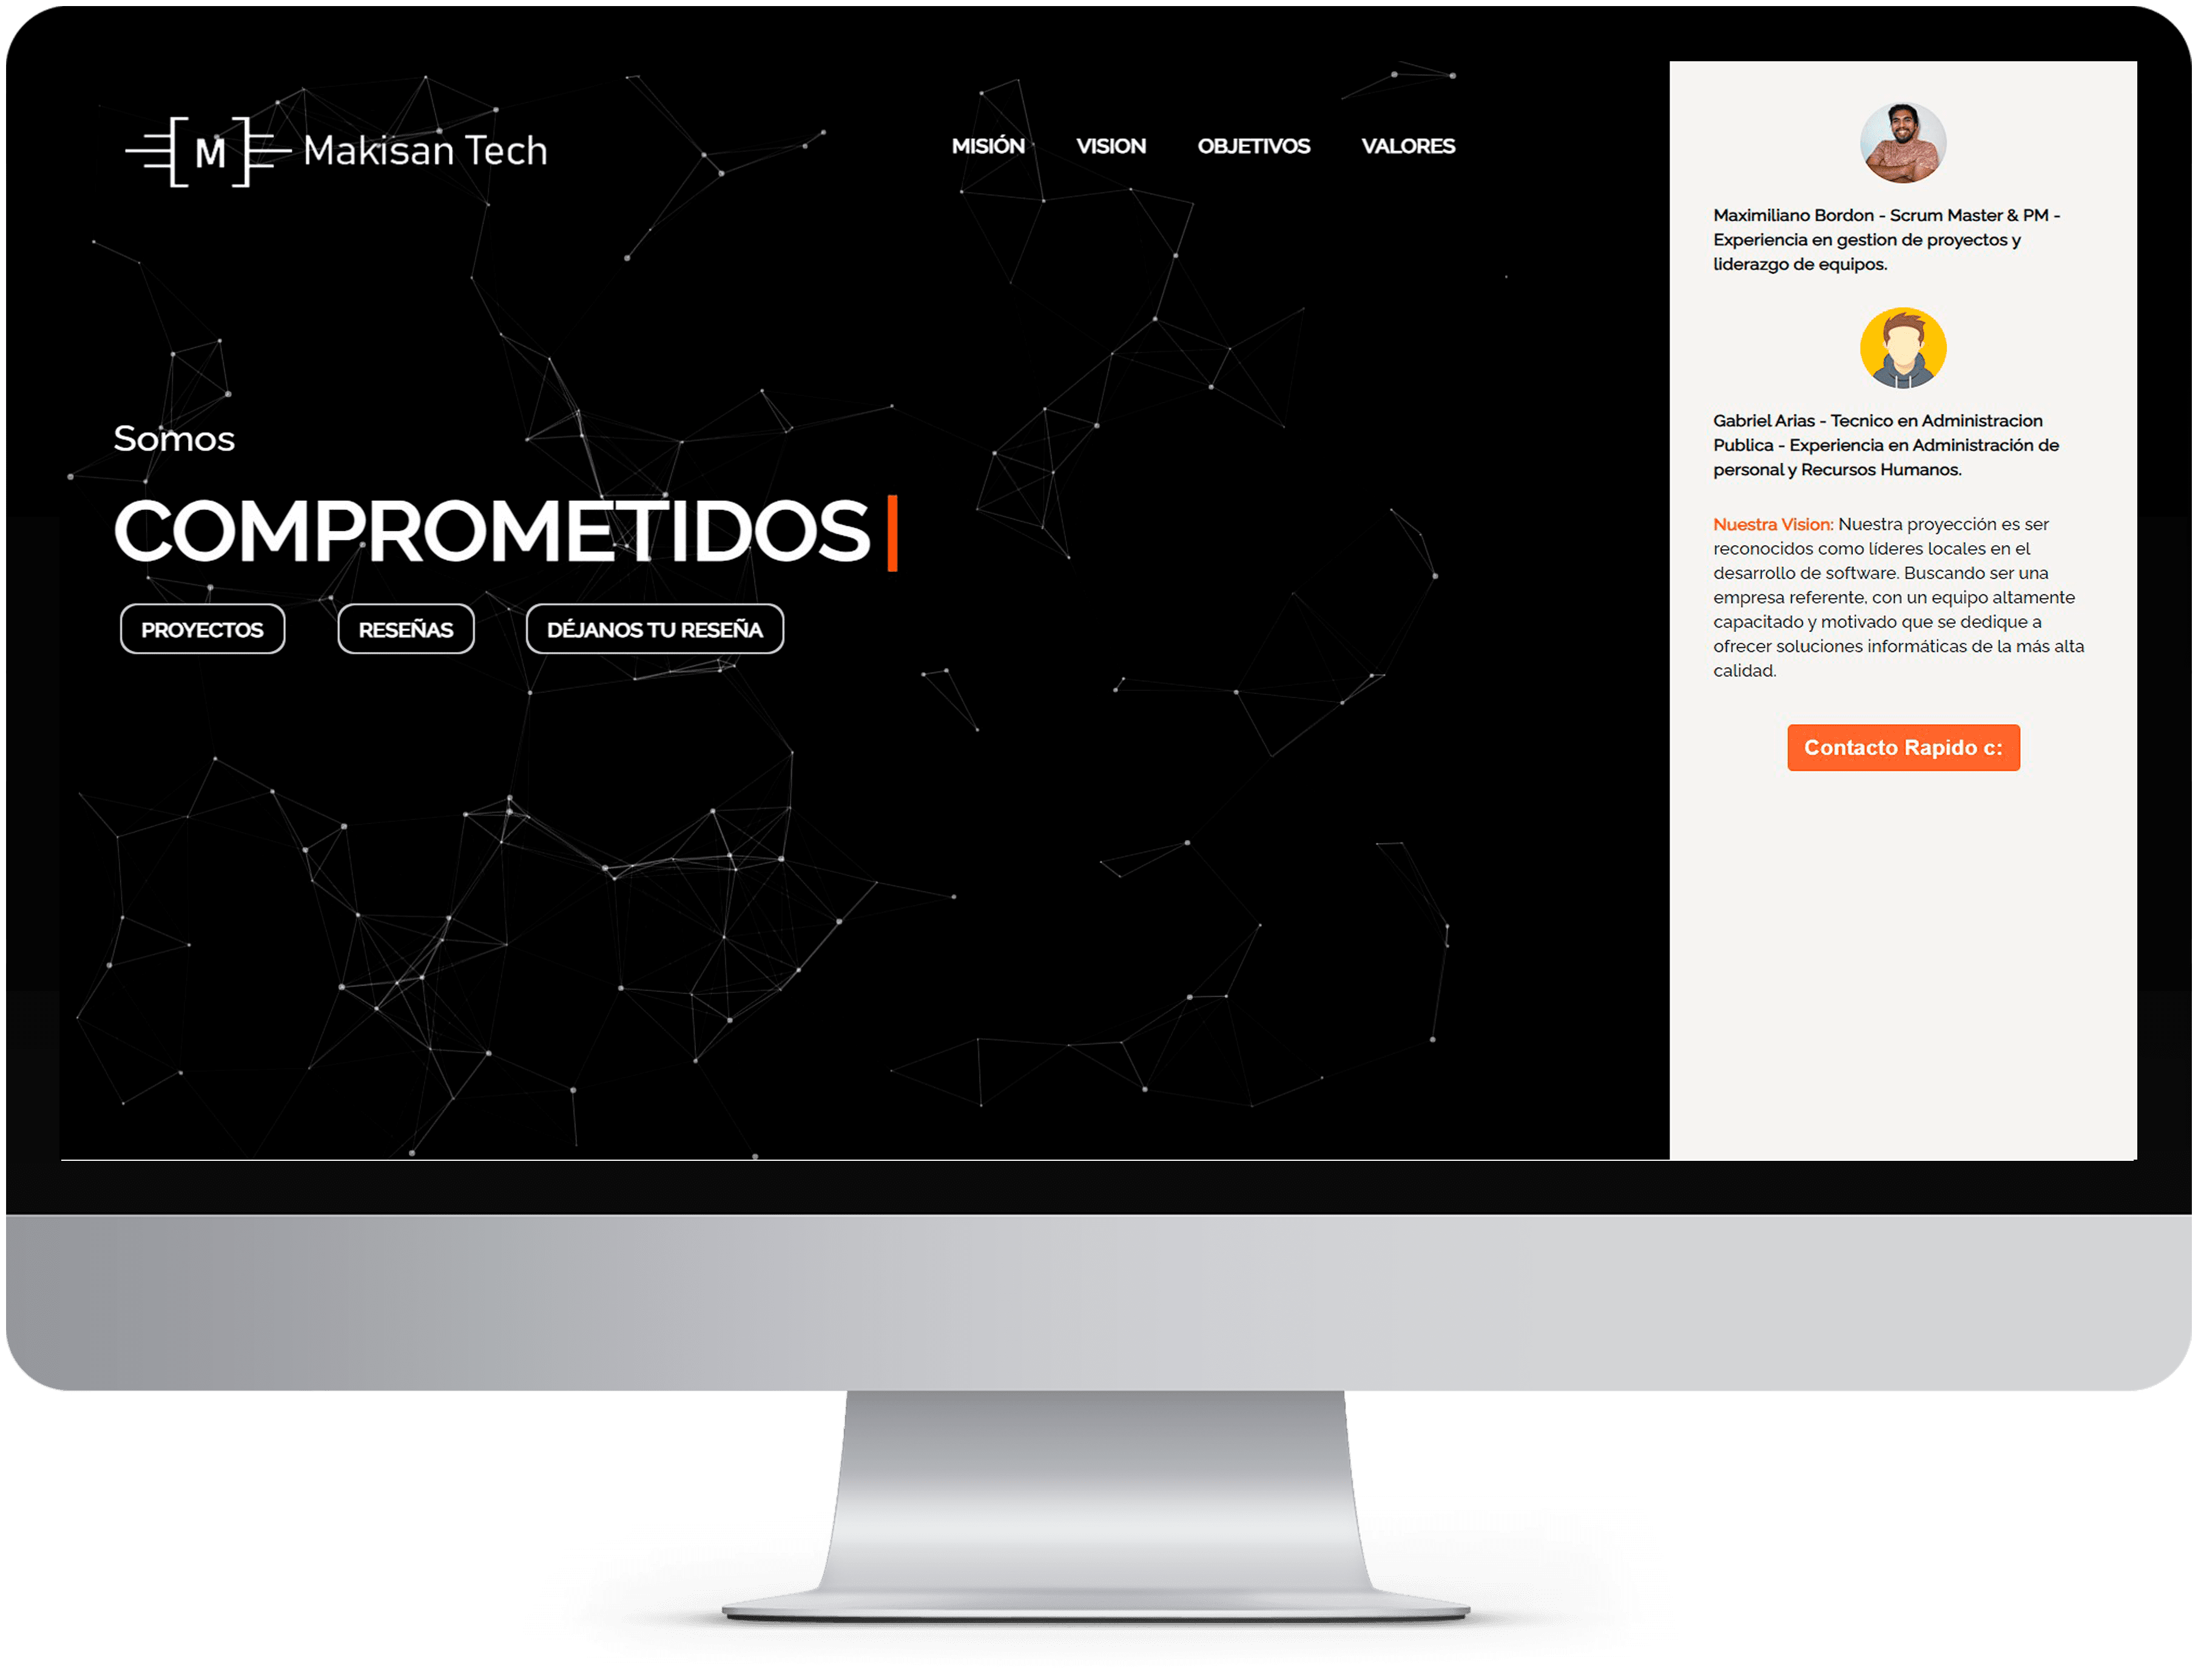 [M] Makisan Tech
MISIÓN VISION OBJETIVOS VALORES
Somos
COMPROMETIDOS
PROYECTOS RESEÑAS DÉJANOS TU RESEÑA
Maximiliano Bordon - Scrum Master & PM -
Experiencia en gestion de proyectos y
liderazgo de equipos.
Gabriel Arias - Tecnico en Administracion
Publica - Experiencia en Administración de
personal y Recursos Humanos.
Nuestra Vision: Nuestra proyección es ser
reconocidos como líderes locales en el
desarrollo de software. Buscando ser una
empresa referente, con un equipo altamente
capacitado y motivado que se dedique a
ofrecer soluciones informáticas de la más alta
calidad.
Contacto Rapido c: